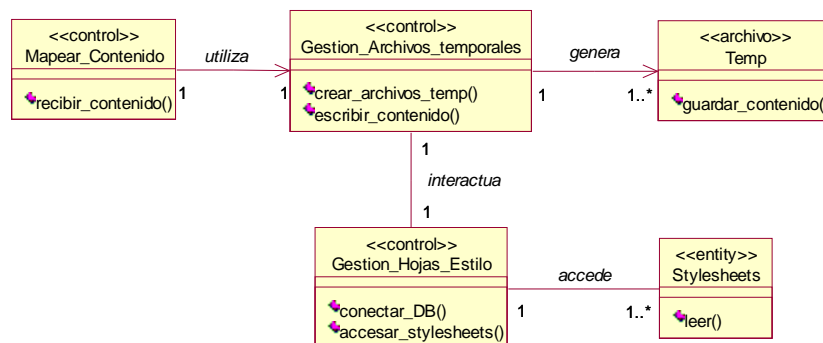 <<control>>
Mapear_Contenido
recibir_contenido()
utiliza
1
1
<<control>>
Gestion_Archivos_temporales
crear_archivos_temp()
escribir_contenido()
genera
1
1..*
<<archivo>>
Temp
guardar_contenido()
1
interactua
1
<<control>>
Gestion_Hojas_Estilo
conectar_DB()
accesar_stylesheets()
accede
1
1..*
<<entity>>
Stylesheets
leer()